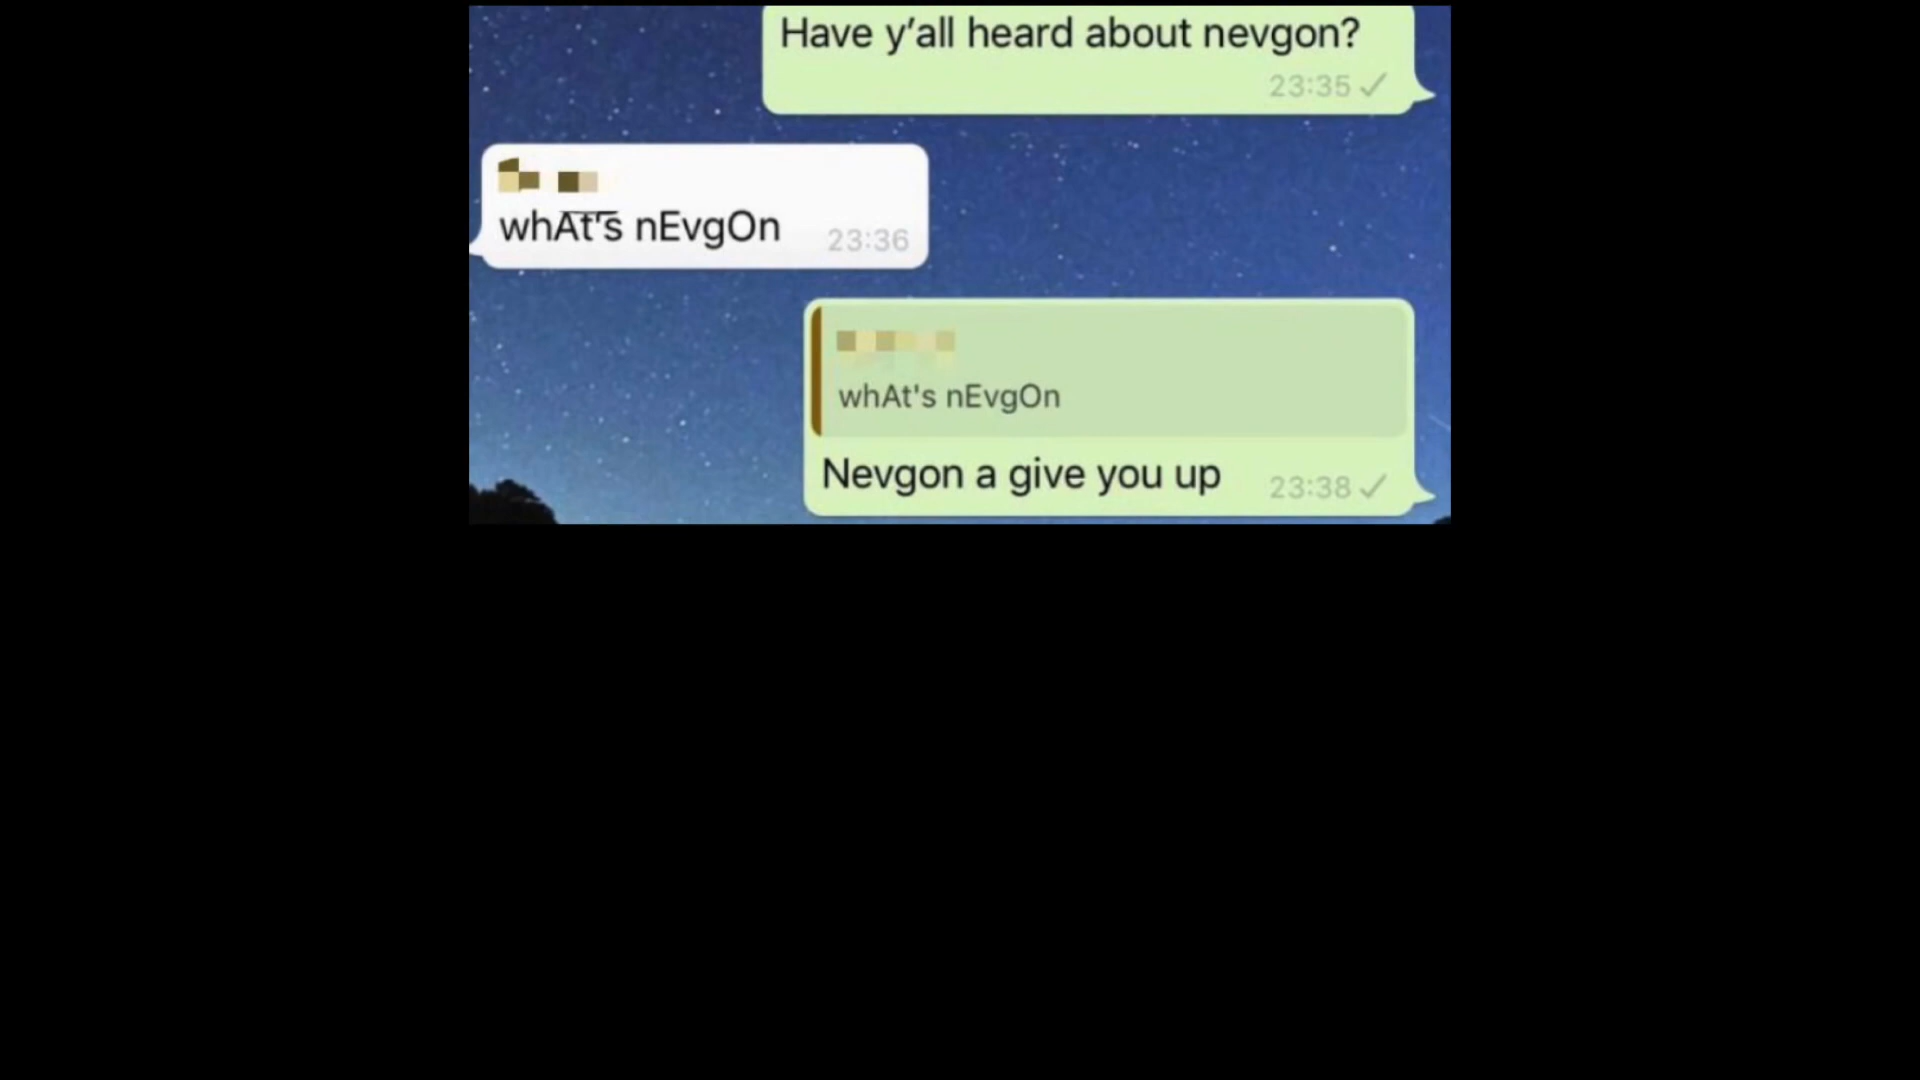 Have y’all heard about nevgon?
23:35
whAt's nEvgOn
23:36
whAt's nEvgOn
Nevgon a give you up
23:38